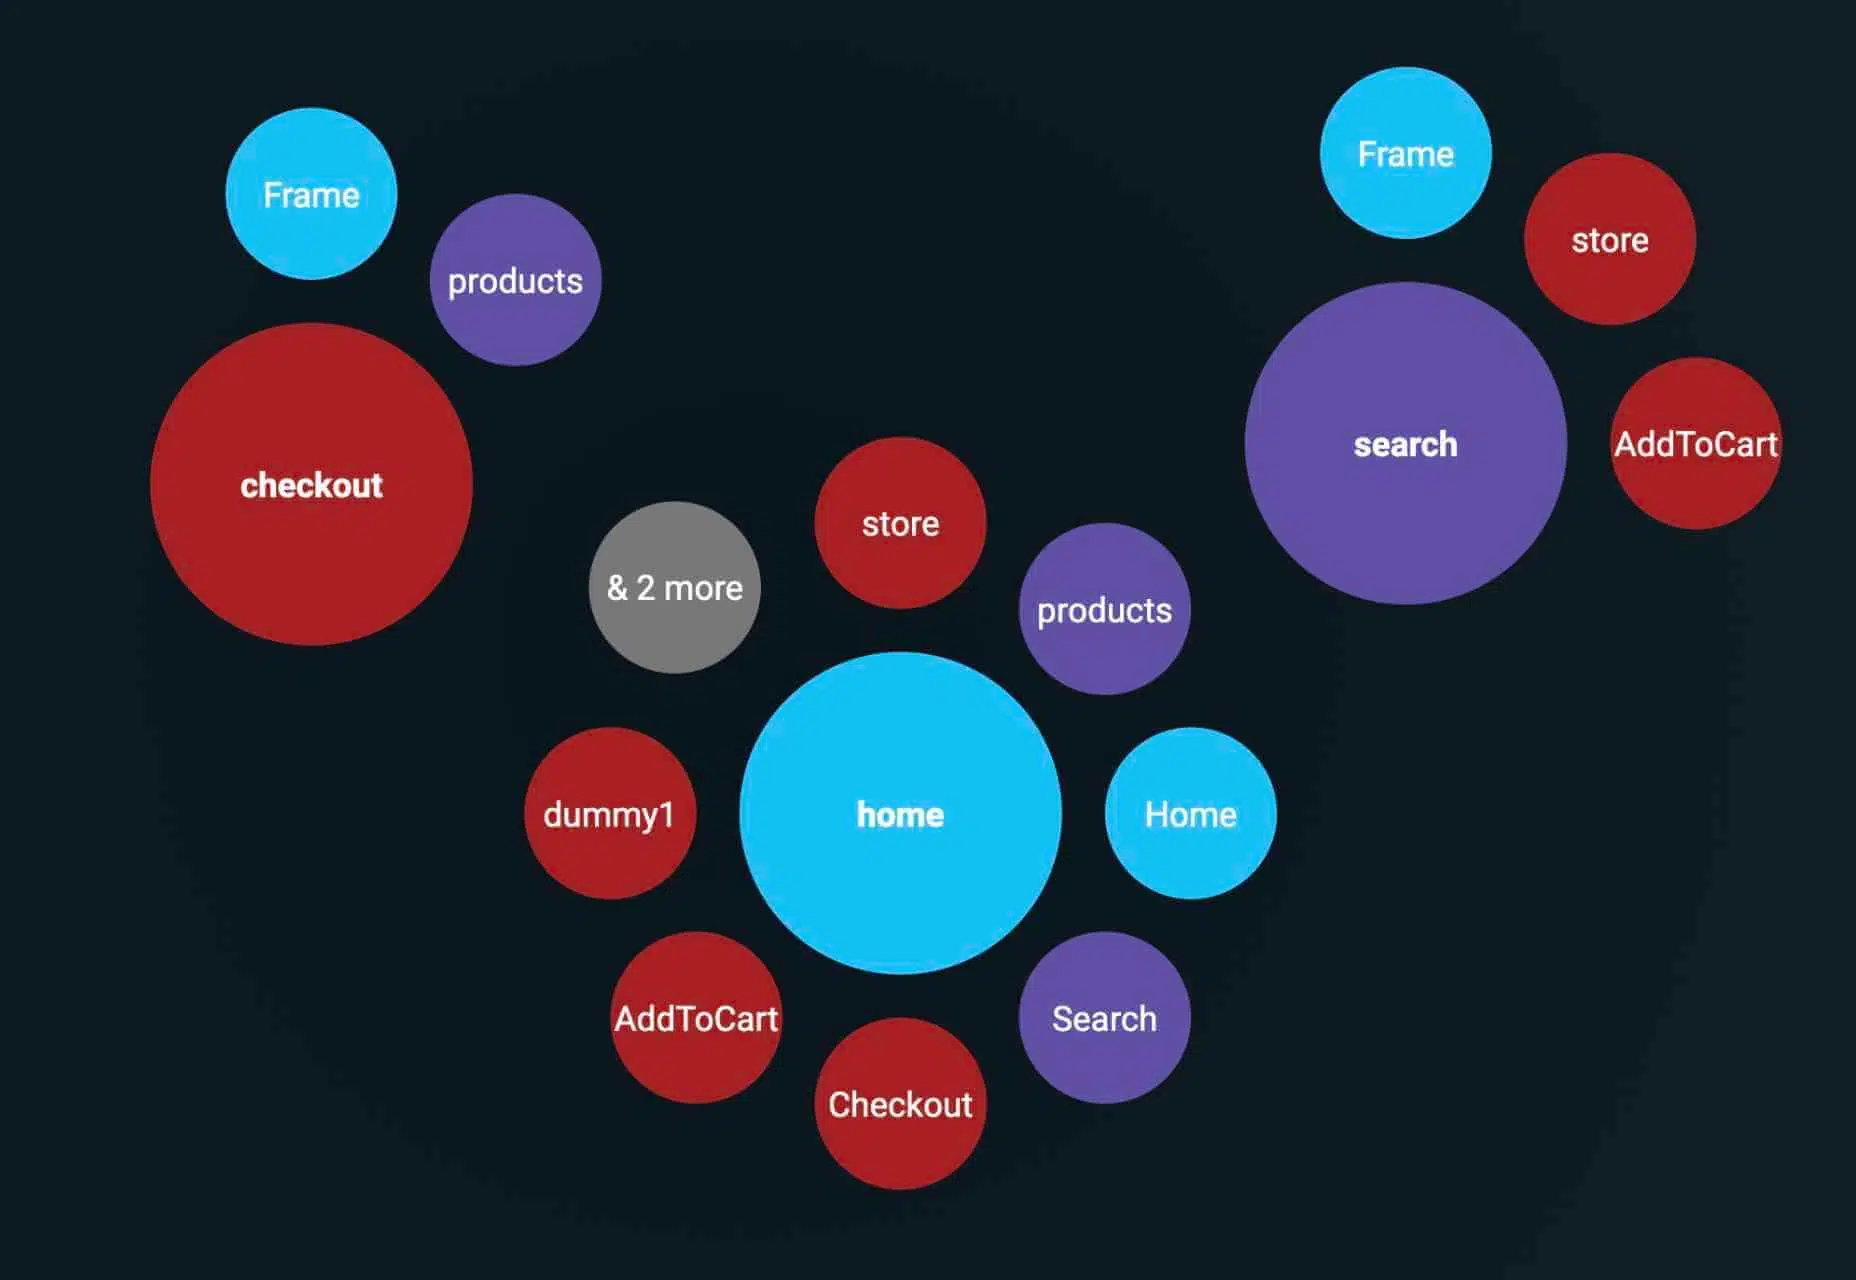 Frame
products
checkout
Frame
store
search
AddToCart
& 2 more
store
products
dummy1
home
Home
AddToCart
Checkout
Search